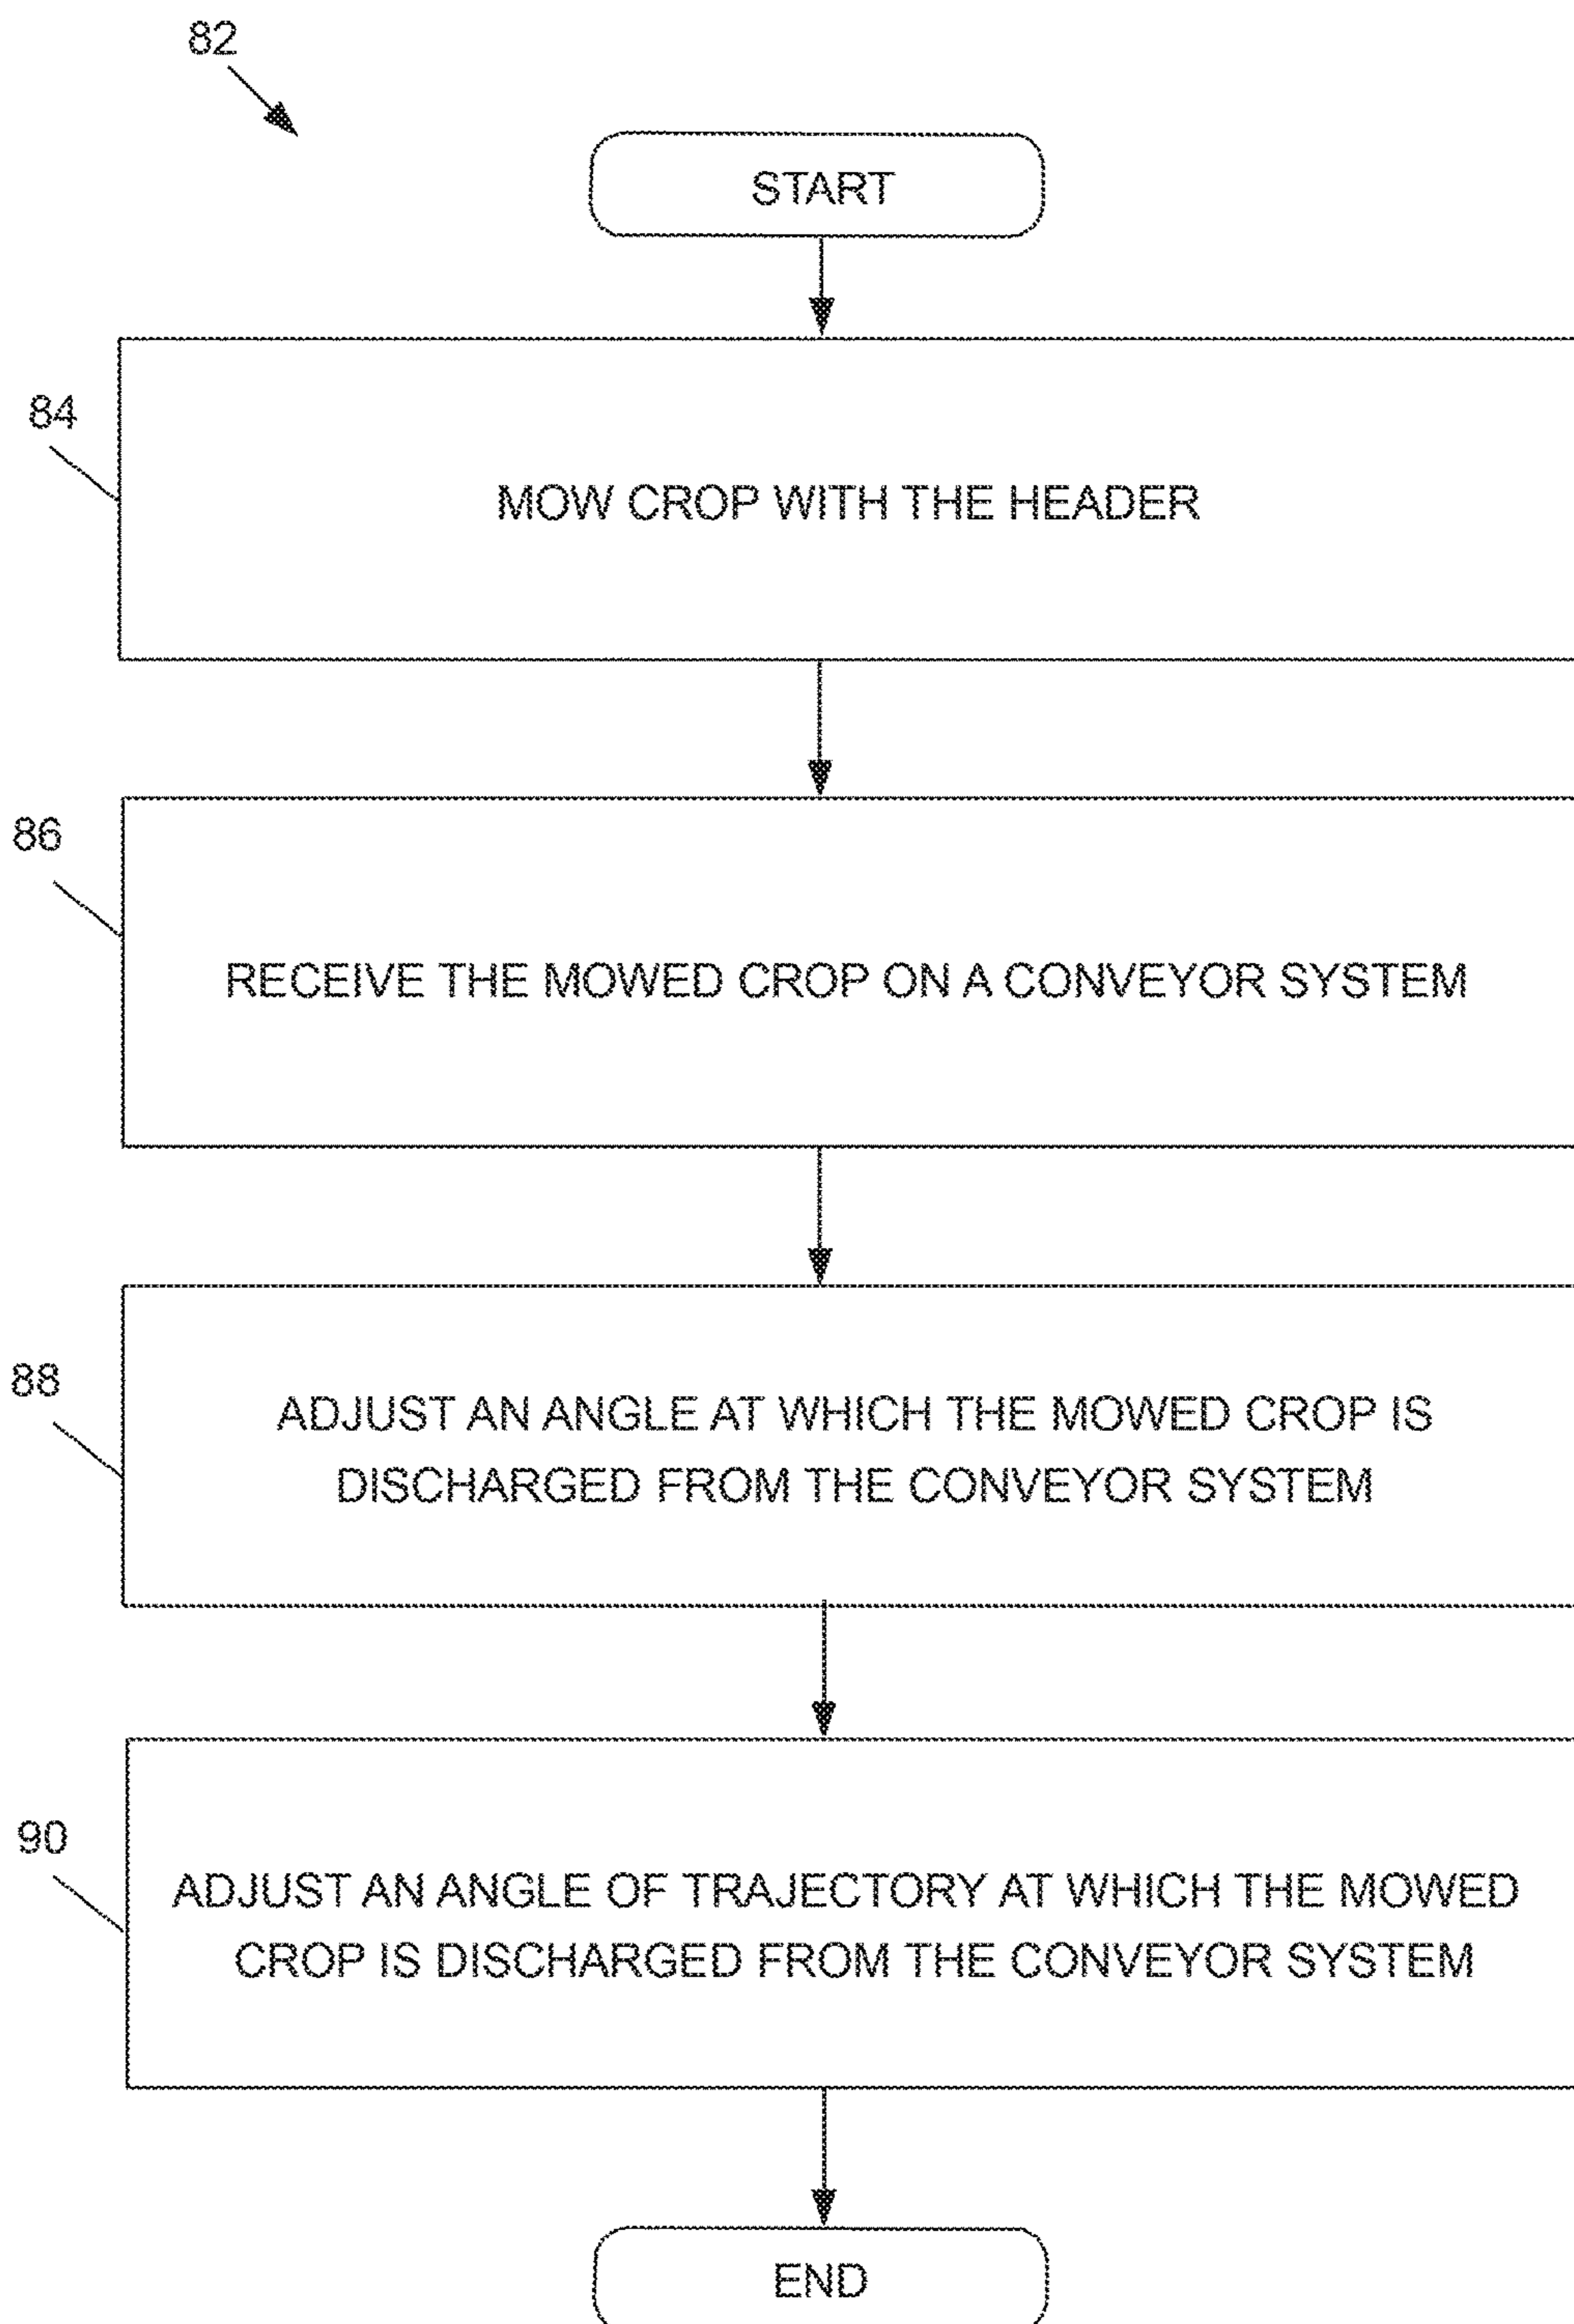 82
START
84
MOW CROP WITH THE HEADER
86
RECEIVE THE MOWED CROP ON A CONVEYOR SYSTEM
88
ADJUST AN ANGLE AT WHICH THE MOWED CROP IS
DISCHARGED FROM THE CONVEYOR SYSTEM
90
ADJUST AN ANGLE OF TRAJECTORY AT WHICH THE MOWED
CROP IS DISCHARGED FROM THE CONVEYOR SYSTEM
END